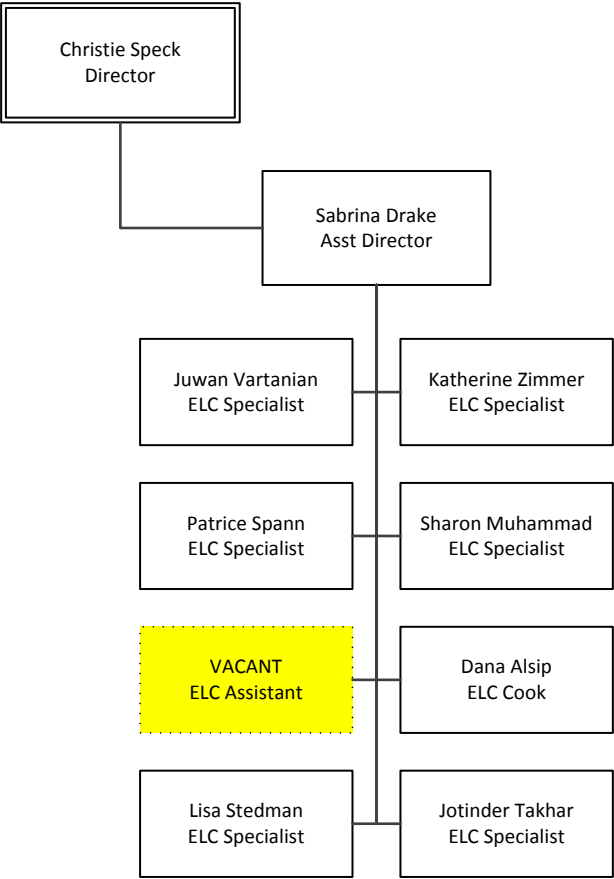 Christie Speck
Director
Sabrina Drake
Asst Director
Juwan Vartanian
ELC Specialist
Katherine Zimmer
ELC Specialist
Patrice Spann
ELC Specialist
Sharon Muhammad
ELC Specialist
VACANT
ELC Assistant
Dana Alsip
ELC Cook
Lisa Stedman
ELC Specialist
Jotinder Takhar
ELC Specialist